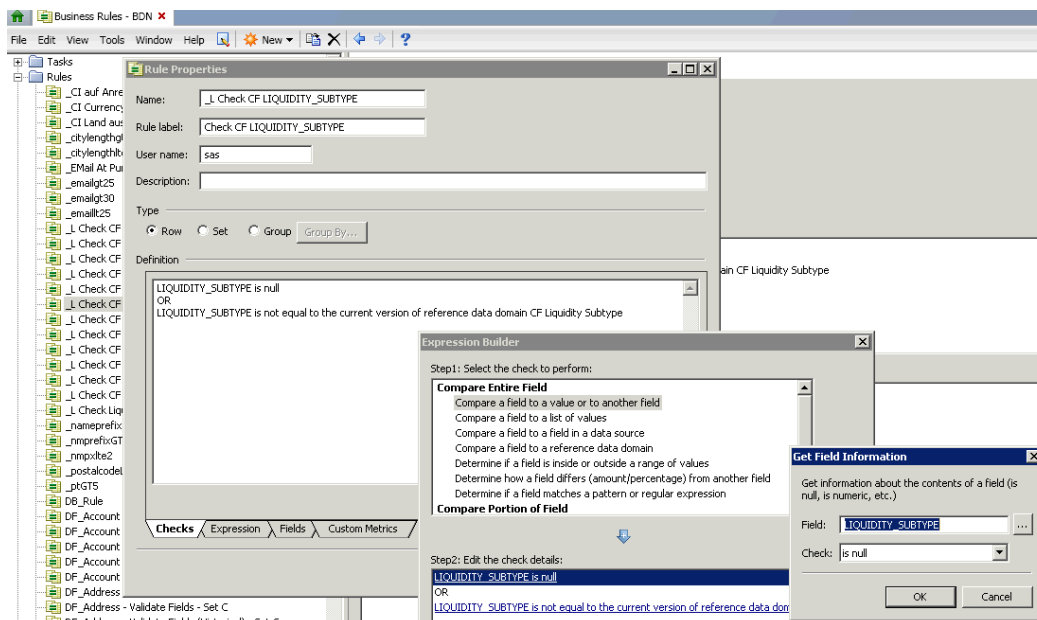 Business Rules - BDN
File Edit View Tools Window Help New ?
Tasks
Rules
_CI auf Anre
_CI Currency
_CI Land aus
_citylengthg
_citylengthlt
_EMail At Pu
_emailgt25
_emailgt30
_emaillt25
_L Check CF
_L Check CF
_L Check CF
_L Check CF
_L Check CF
_L Check CF
_L Check CF
_L Check CF
_L Check CF
_L Check CF
_L Check CF
_L Check CF
_L Check Liq
_nameprefix
_nmprefixGT
_nmpxlte2
_postalcodeL
_ptGT5
DB_Rule
DF_Account
DF_Account
DF_Account
DF_Account
DF_Account
DF_Address
DF_Address - Validate Fields - Set C
Rule Properties
Name: _L Check CF LIQUIDITY_SUBTYPE
Rule label: Check CF LIQUIDITY_SUBTYPE
User name: sas
Description:
Type
Row Set Group Group By...
Definition
LIQUIDITY_SUBTYPE is null
OR
LIQUIDITY_SUBTYPE is not equal to the current version of reference data domain CF Liquidity Subtype
Checks Expression Fields Custom Metrics
ain CF Liquidity Subtype
Expression Builder
Step1: Select the check to perform:
Compare Entire Field
Compare a field to a value or to another field
Compare a field to a list of values
Compare a field to a field in a data source
Compare a field to a reference data domain
Determine if a field is inside or outside a range of values
Determine how a field differs (amount/percentage) from another field
Determine if a field matches a pattern or regular expression
Compare Portion of Field
Step2: Edit the check details:
LIQUIDITY_SUBTYPE is null
OR
LIQUIDITY_SUBTYPE is not equal to the current version of reference data don
Get Field Information
Get information about the contents of a field (is
null, is numeric, etc.)
Field: LIQUIDITY_SUBTYPE ...
Check: is null
OK Cancel